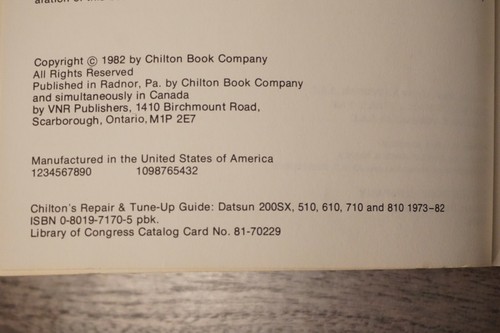 Copyright © 1982 by Chilton Book Company
All Rights Reserved
Published in Radnor, Pa. by Chilton Book Company
and simultaneously in Canada
by VNR Publishers, 1410 Birchmount Road,
Scarborough, Ontario, M1P 2E7
Manufactured in the United States of America
1234567890 1098765432
Chilton's Repair & Tune-Up Guide: Datsun 200SX, 510, 610, 710 and 810 1973–82
ISBN 0-8019-7170-5 pbk.
Library of Congress Catalog Card No. 81-70229